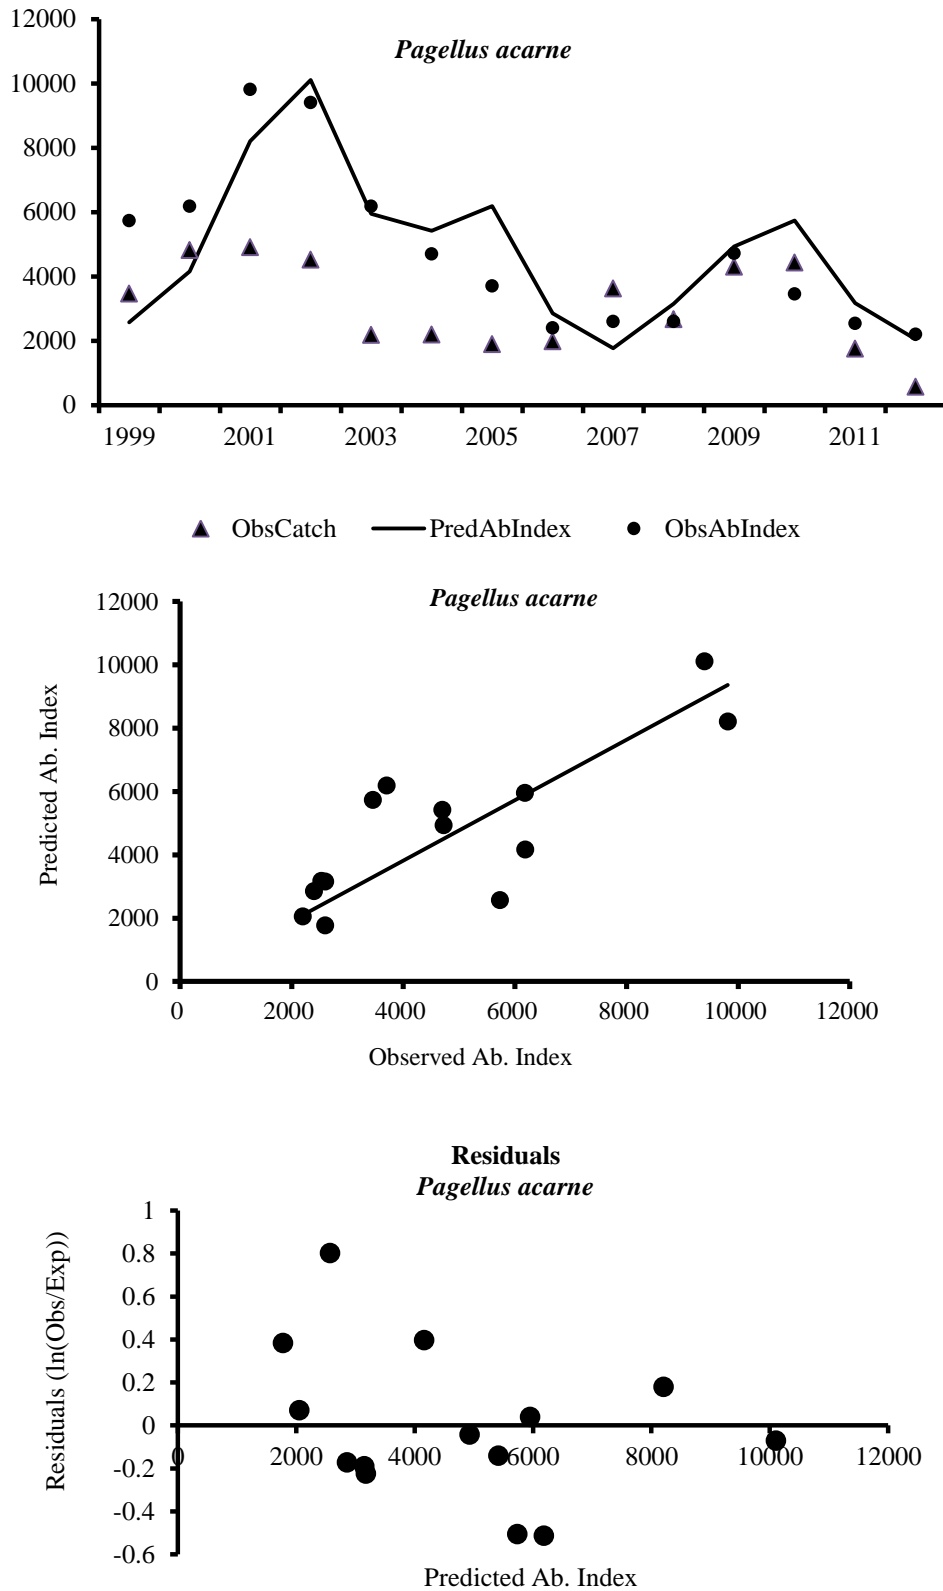 12000
Pagellus acarne
10000
8000
6000
4000
2000
0
1999 2001 2003 2005 2007 2009 2011
ObsCatch PredAbIndex ObsAbIndex
Pagellus acarne
12000
10000
8000
6000
4000
2000
0
Predicted Ab. Index
0 2000 4000 6000 8000 10000 12000
Observed Ab. Index
Residuals
Pagellus acarne
1
0.8
0.6
0.4
0.2
0
-0.2
-0.4
-0.6
Residuals (ln(Obs/Exp))
0 2000 4000 6000 8000 10000 12000
Predicted Ab. Index